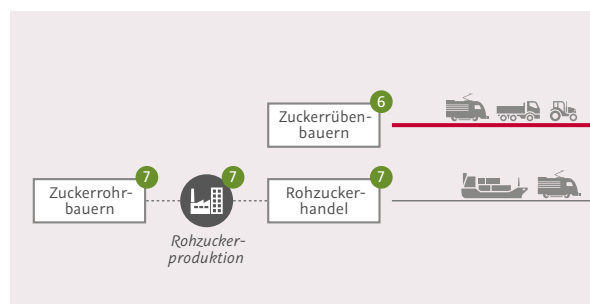 6
Zuckerrüben-
bauern
7
Zuckerrohr-
bauern
7
Rohzucker-
produktion
7
Rohzucker-
handel